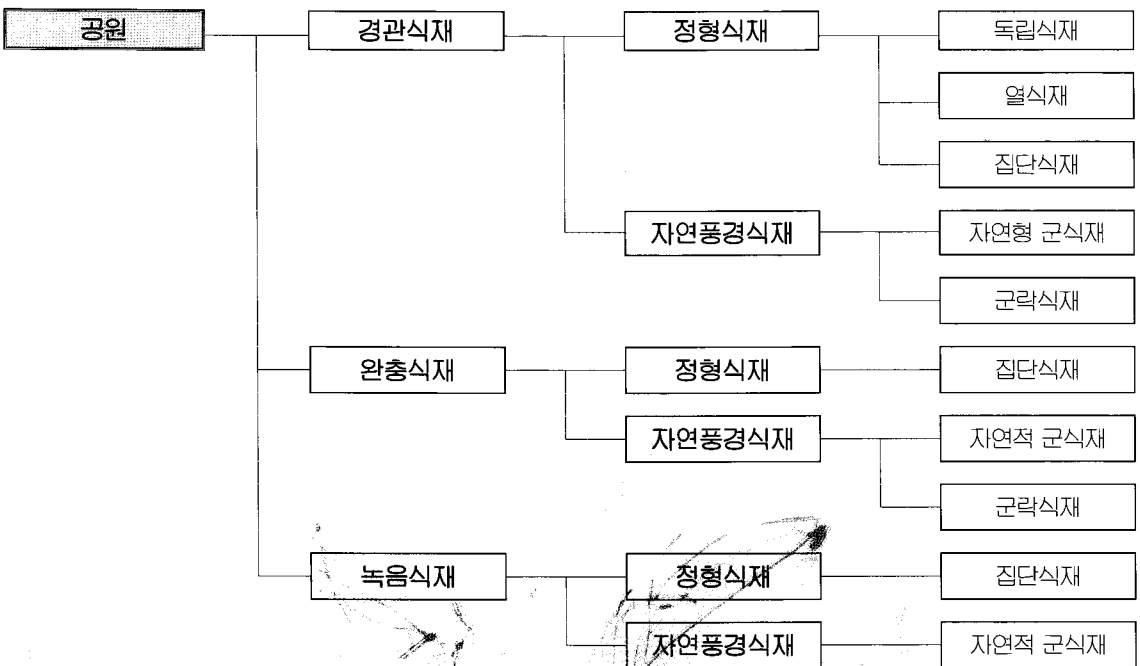 공원
경관식재
정형식재
독립식재
열식재
집단식재
자연풍경식재
자연형 군식재
군락식재
완충식재
정형식재
집단식재
자연풍경식재
자연적 군식재
군락식재
녹음식재
정형식재
집단식재
자연풍경식재
자연적 군식재